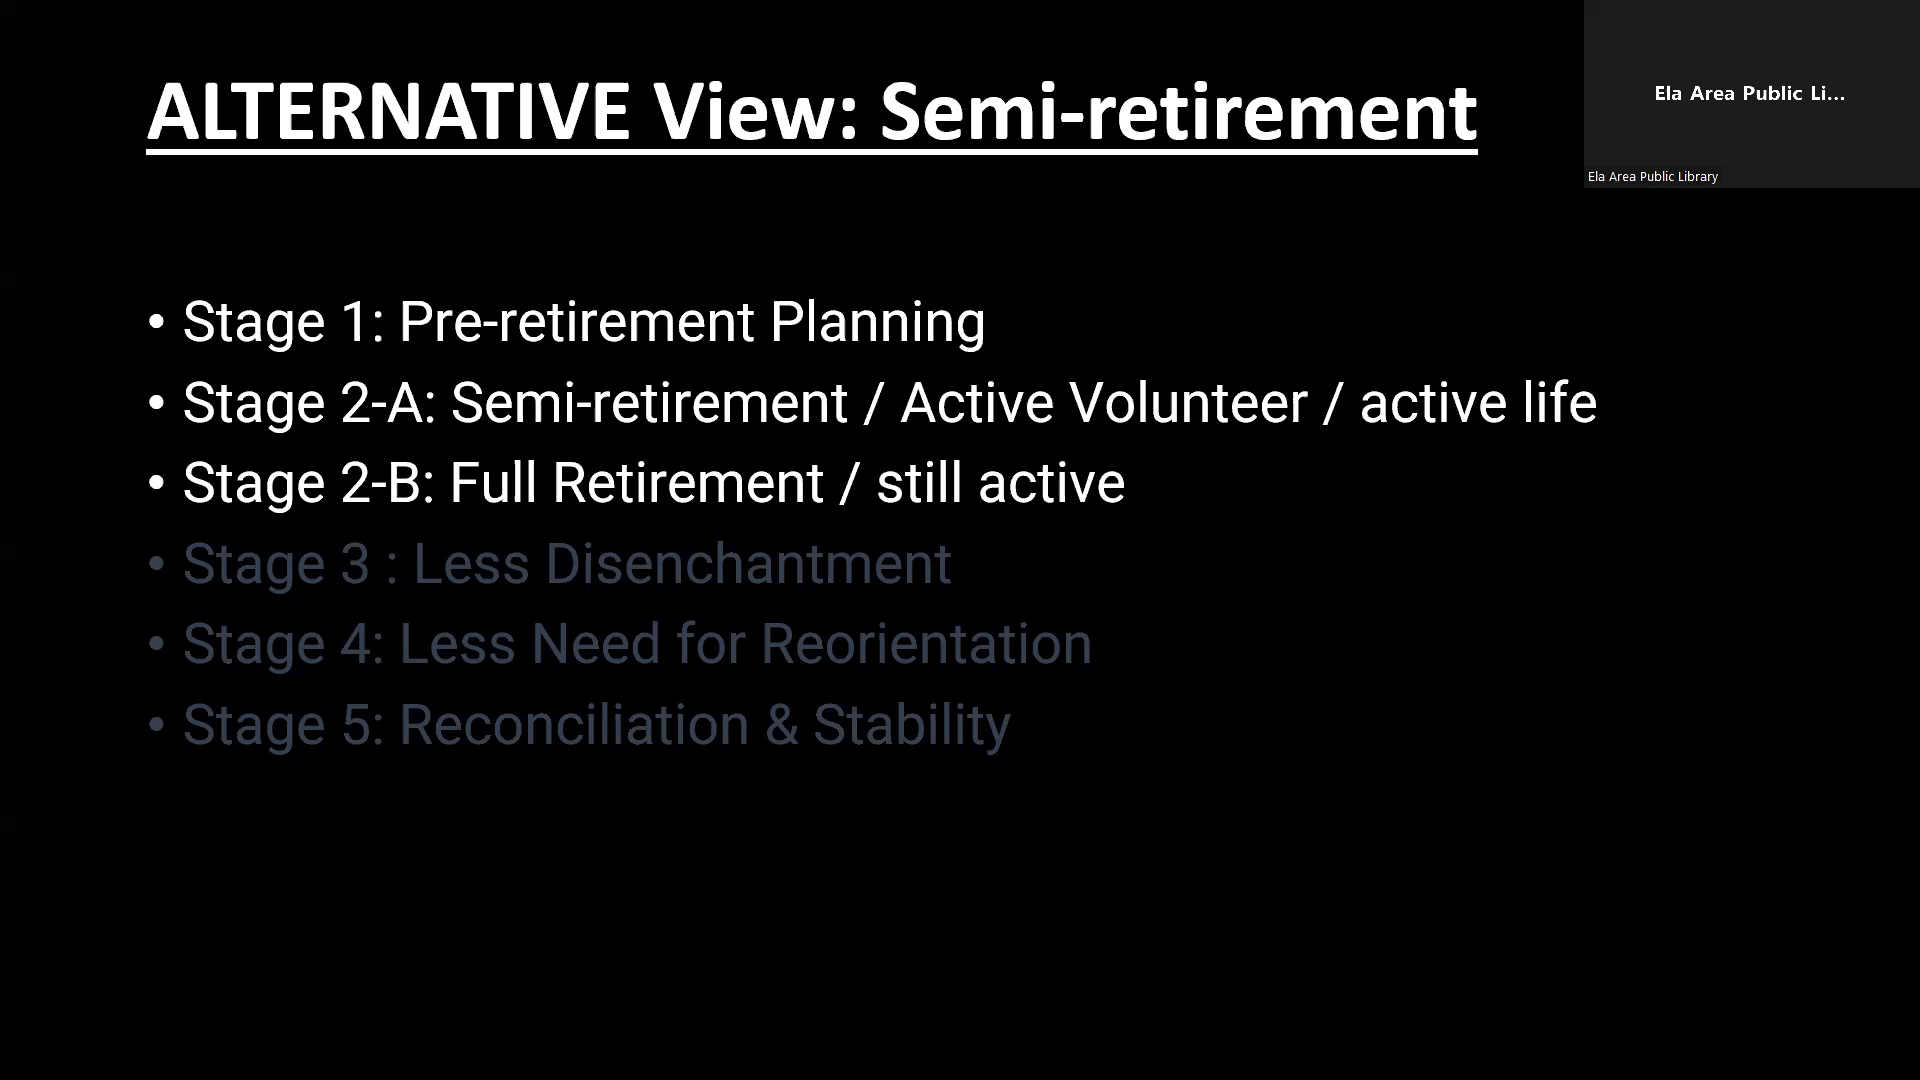 ALTERNATIVE View: Semi-retirement
Ela Area Public Li...
Ela Area Public Library
• Stage 1: Pre-retirement Planning
• Stage 2-A: Semi-retirement / Active Volunteer / active life
• Stage 2-B: Full Retirement / still active
• Stage 3 : Less Disenchantment
• Stage 4: Less Need for Reorientation
• Stage 5: Reconciliation & Stability